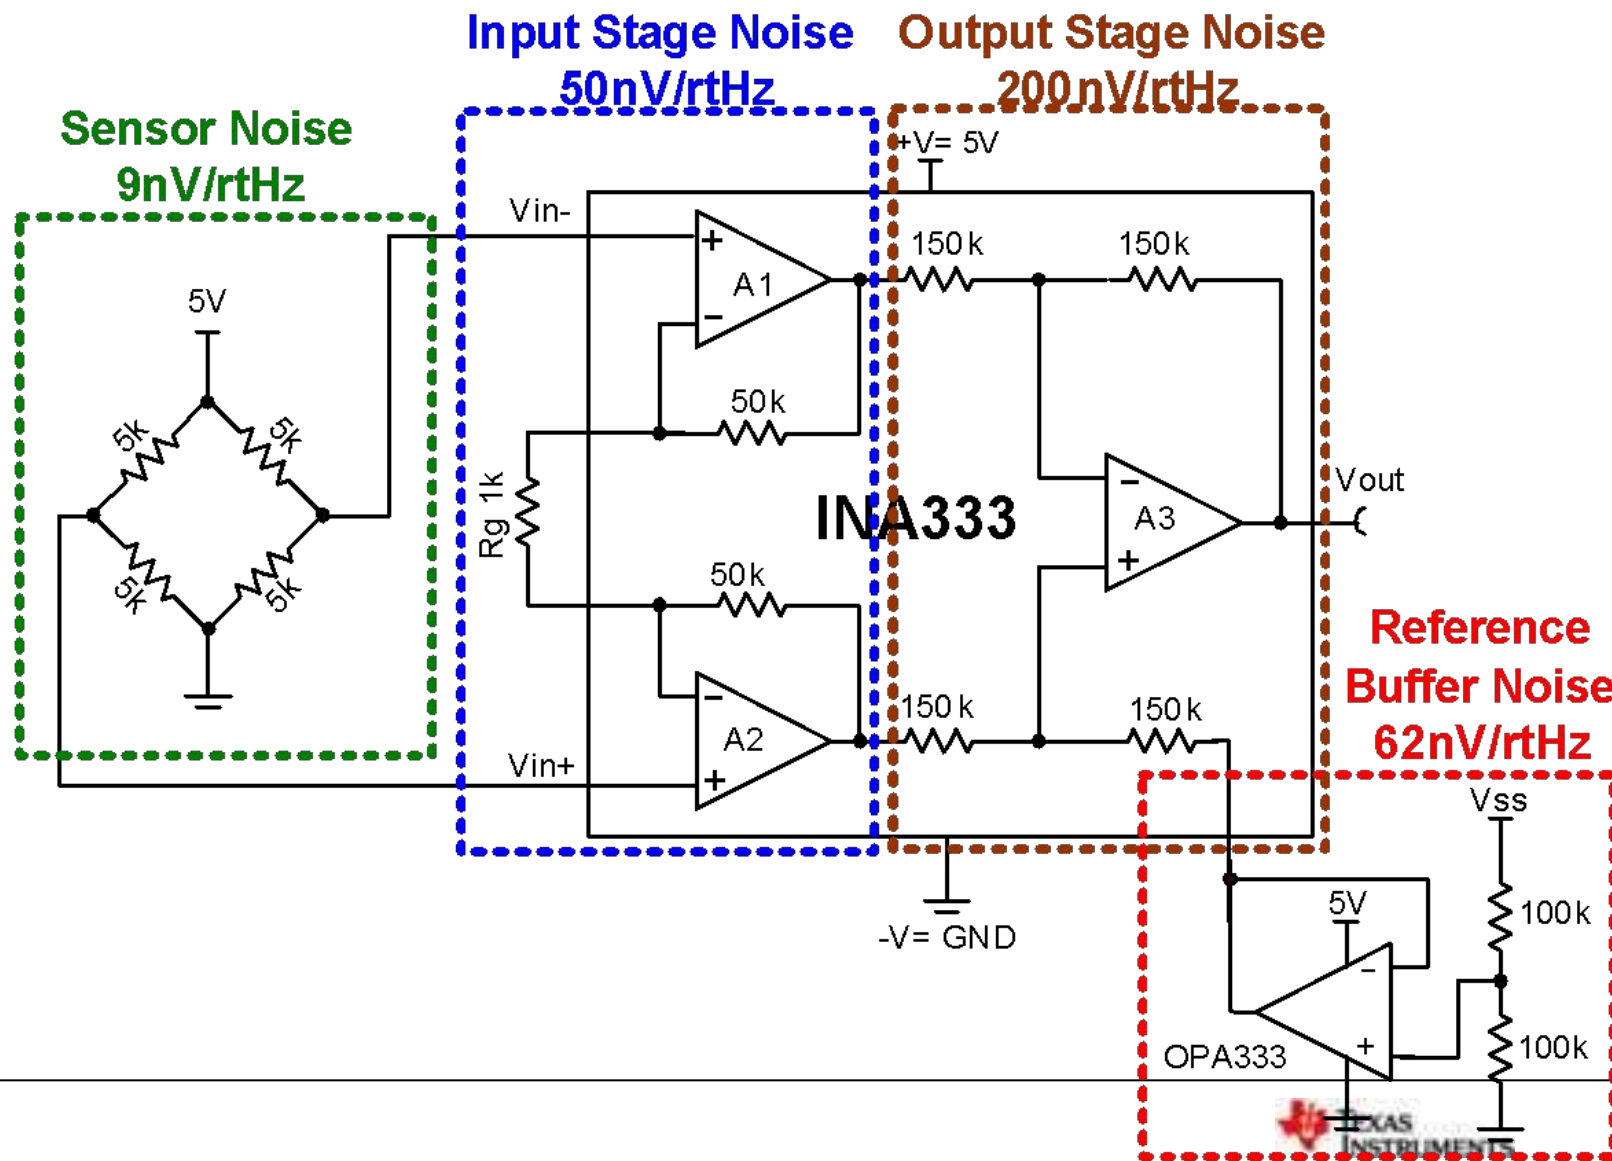 Input Stage Noise
50nV/rtHz
Output Stage Noise
200nV/rtHz
Sensor Noise
9nV/rtHz
+V= 5V
Vin-
150k
150k
+
A1
-
5V
50k
5k
5k
Rg 1k
INA333
-
A3
+
Vout
5k
5k
50k
-
A2
+
Vin+
150k
150k
Reference
Buffer Noise
62nV/rtHz
Vss
-V= GND
5V
100k
-
+
OPA333
100k
TEXAS
INSTRUMENTS